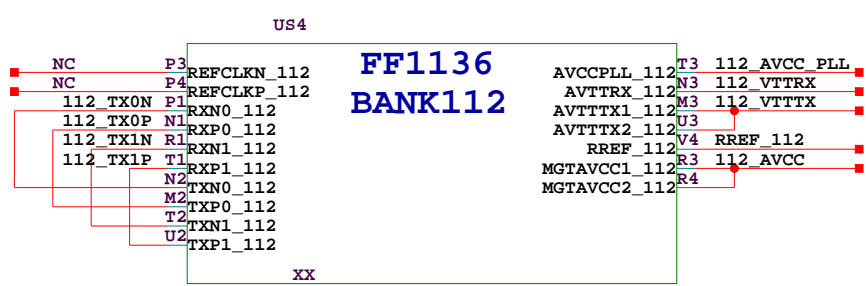 US4
FF1136
BANK112
NC P3 REFCLKN_112
NC P4 REFCLKP_112
112_TX0N P1 RXN0_112
112_TX0P N1 RXP0_112
112_TX1N R1 RXN1_112
112_TX1P T1 RXP1_112
N2 TXN0_112
M2 TXP0_112
T2 TXN1_112
U2 TXP1_112
AVCCPLL_112 T3 112_AVCC_PLL
AVTTRX_112 N3 112_VTTRX
AVTTTX1_112 M3 112_VTTTX
AVTTTX2_112 U3
RREF_112 V4 RREF_112
MGTAVCC1_112 R3 112_AVCC
MGTAVCC2_112 R4
XX